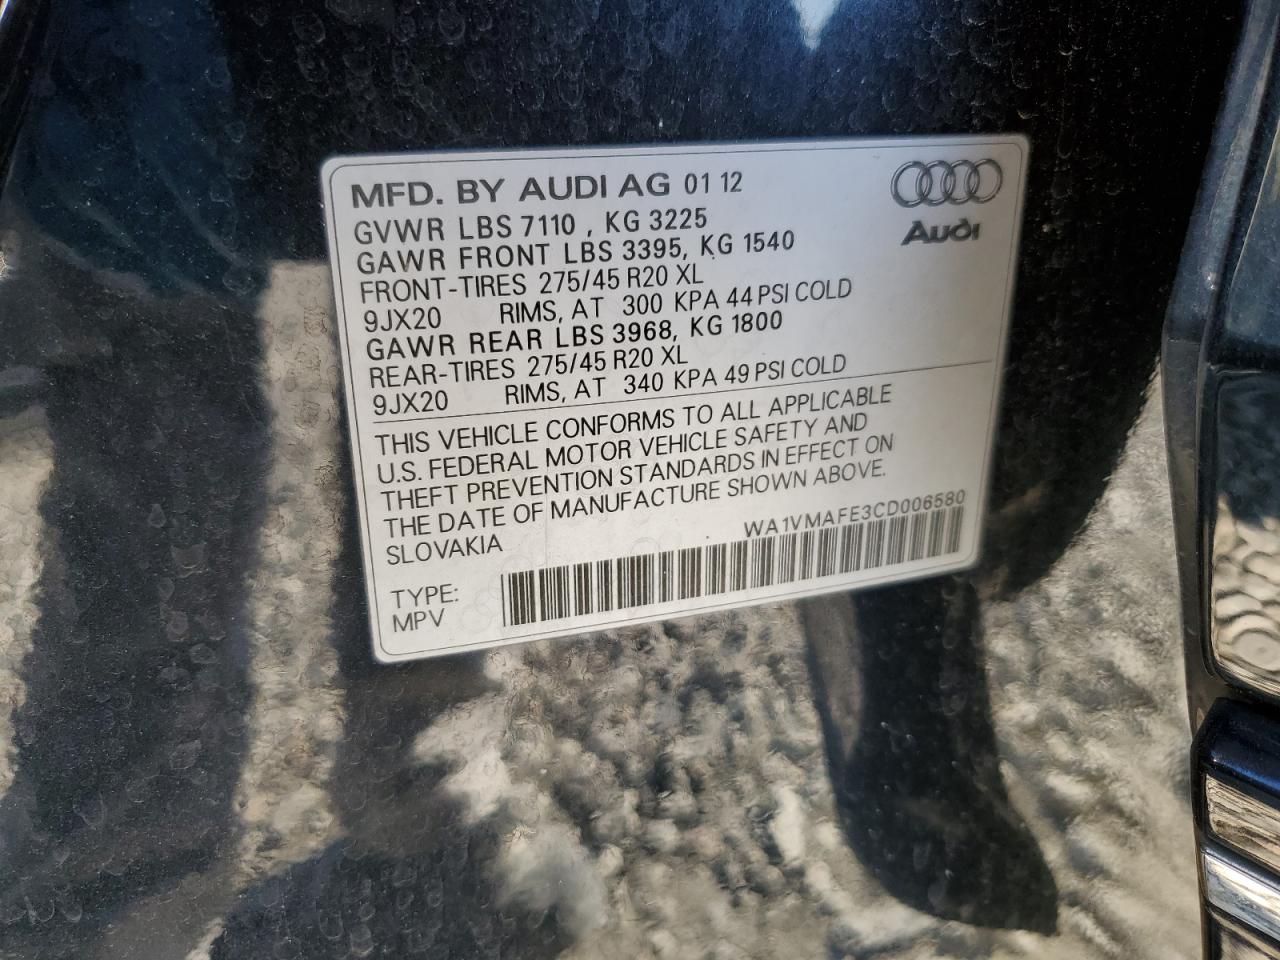 MFD. BY AUDI AG 01 12
Audi
GVWR LBS 7110 , KG 3225
GAWR FRONT LBS 3395, KG 1540
FRONT-TIRES 275/45 R20 XL
9JX20 RIMS, AT 300 KPA 44 PSI COLD
GAWR REAR LBS 3968, KG 1800
REAR-TIRES 275/45 R20 XL
9JX20 RIMS, AT 340 KPA 49 PSI COLD
THIS VEHICLE CONFORMS TO ALL APPLICABLE
U.S. FEDERAL MOTOR VEHICLE SAFETY AND
THEFT PREVENTION STANDARDS IN EFFECT ON
THE DATE OF MANUFACTURE SHOWN ABOVE.
SLOVAKIA
WA1VMAFE3CD006580
TYPE:
MPV